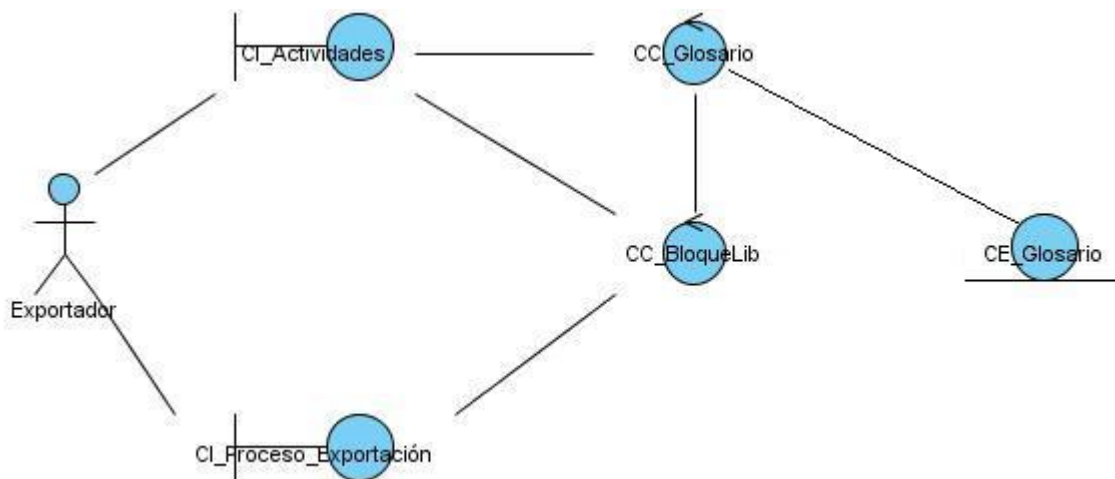 CI_Actividades
CC_Glosario
CC_BloqueLib
CE_Glosario
Exportador
CI_Proceso_Exportación